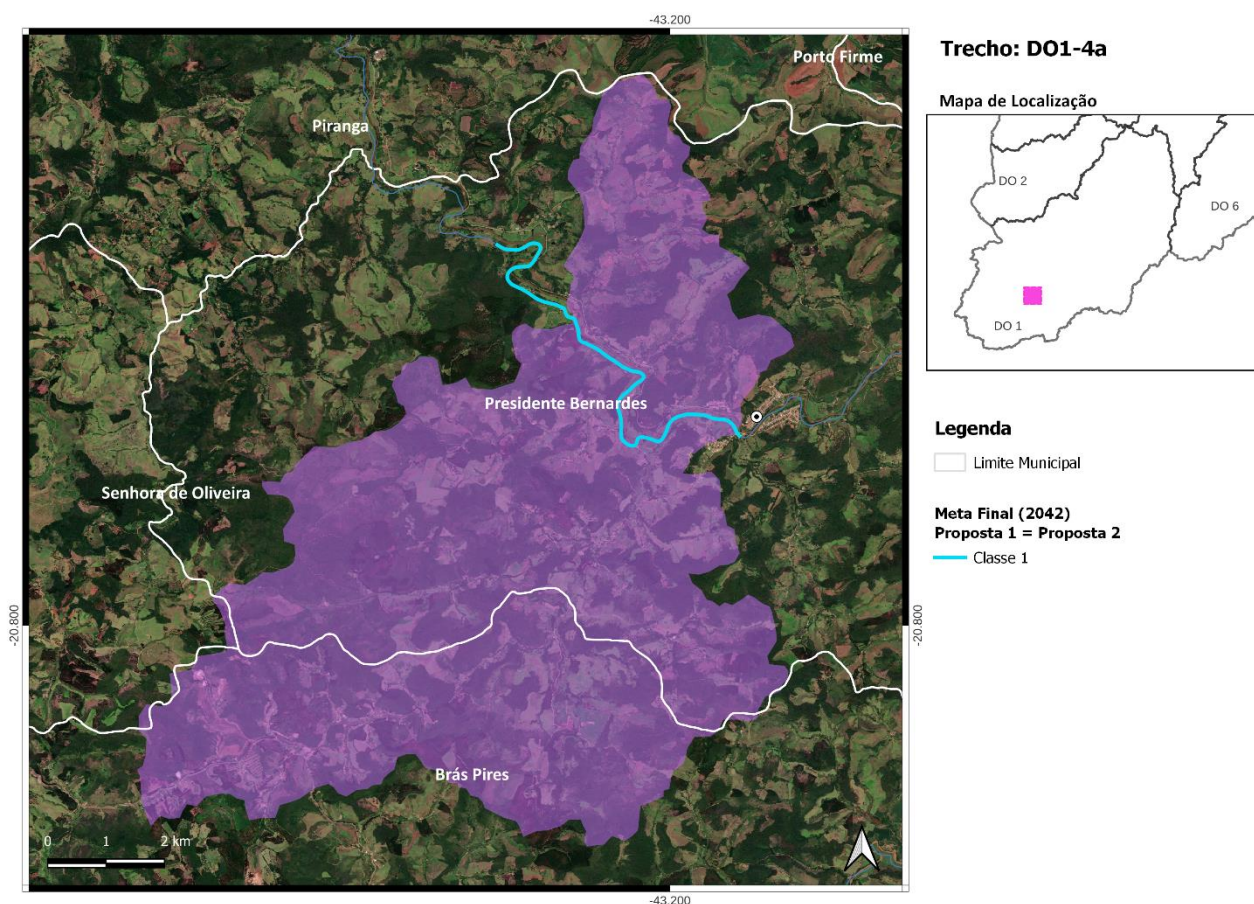 -43.200
Trecho: DO1-4a
Porto Firme
Mapa de Localização
Piranga
DO 2
DO 6
DO 1
Presidente Bernardes
Legenda
Limite Municipal
Senhora de Oliveira
Meta Final (2042)
Proposta 1 = Proposta 2
Classe 1
-20.800
-20.800
Brás Pires
0 1 2 km
-43.200